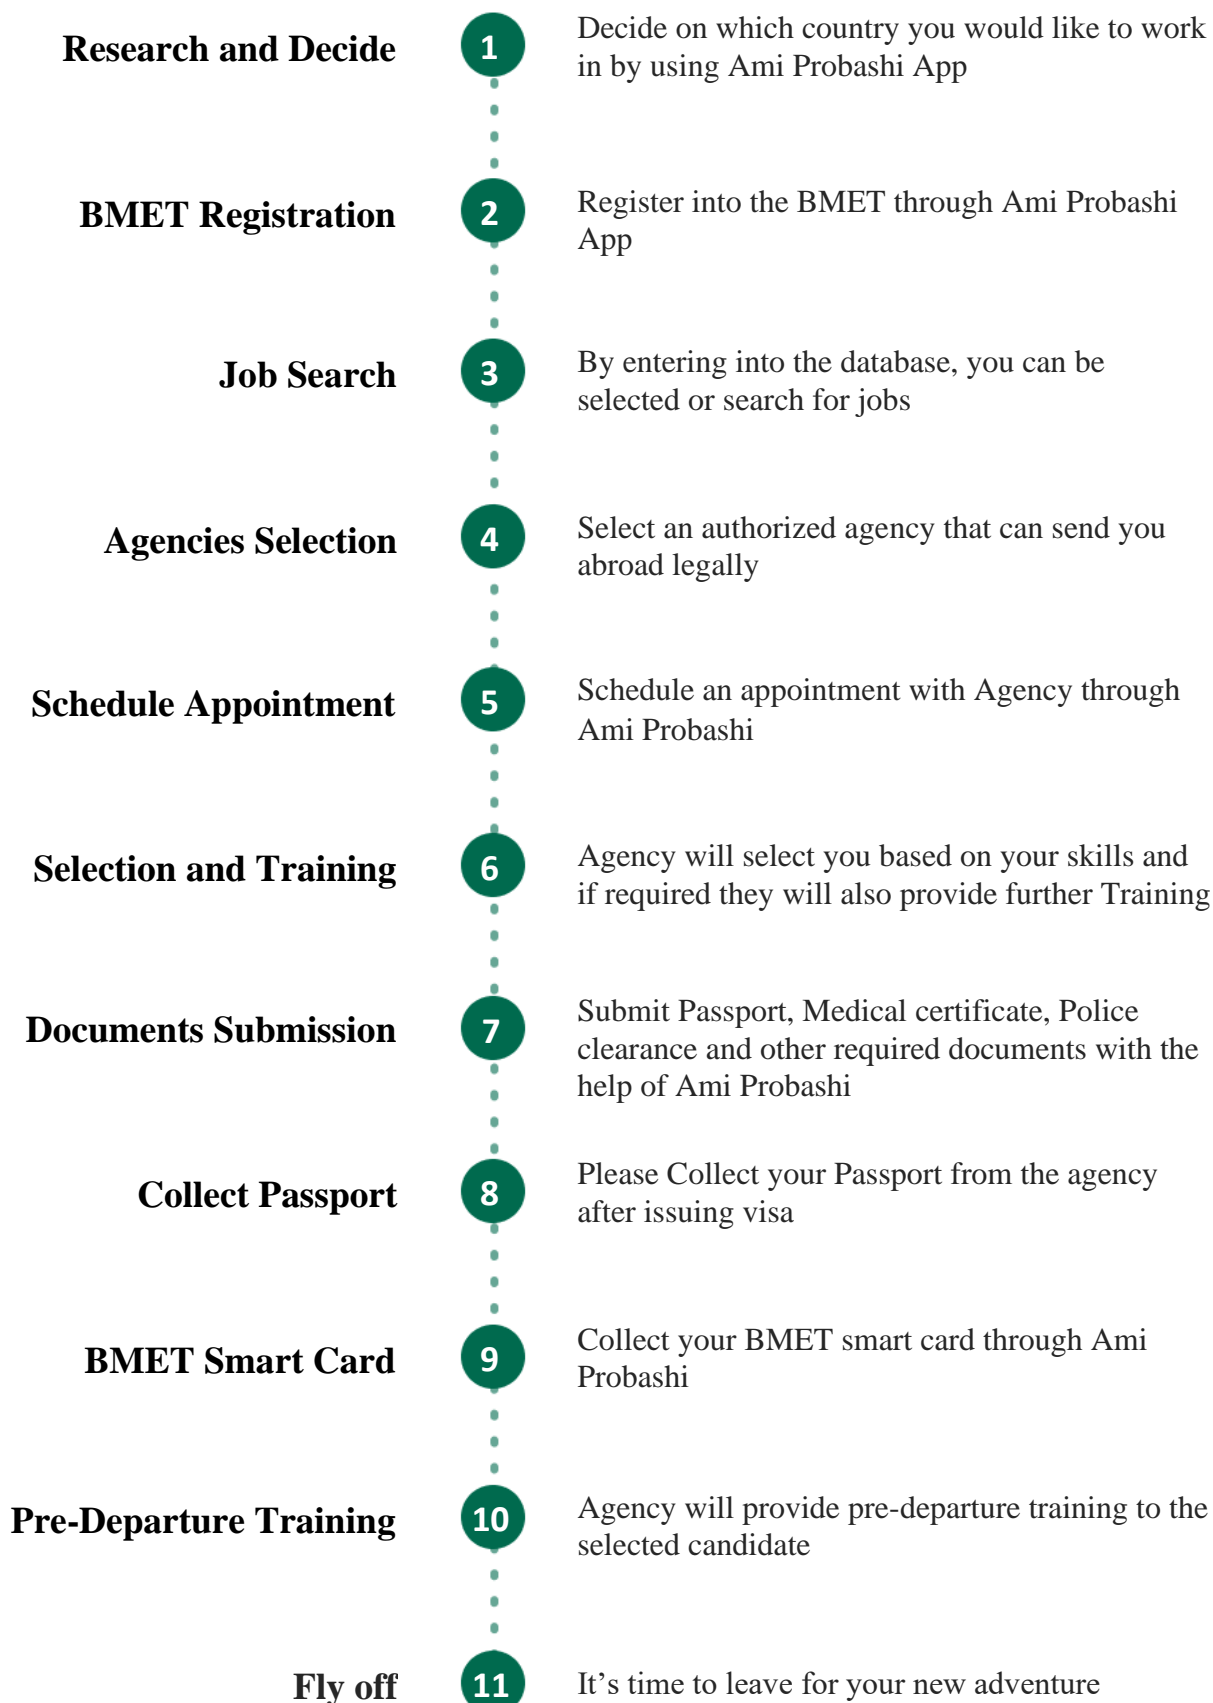 Research and Decide
1
Decide on which country you would like to work
in by using Ami Probashi App
BMET Registration
2
Register into the BMET through Ami Probashi
App
Job Search
3
By entering into the database, you can be
selected or search for jobs
Agencies Selection
4
Select an authorized agency that can send you
abroad legally
Schedule Appointment
5
Schedule an appointment with Agency through
Ami Probashi
Selection and Training
6
Agency will select you based on your skills and
if required they will also provide further Training
Documents Submission
7
Submit Passport, Medical certificate, Police
clearance and other required documents with the
help of Ami Probashi
Collect Passport
8
Please Collect your Passport from the agency
after issuing visa
BMET Smart Card
9
Collect your BMET smart card through Ami
Probashi
Pre-Departure Training
10
Agency will provide pre-departure training to the
selected candidate
Fly off
11
It’s time to leave for your new adventure